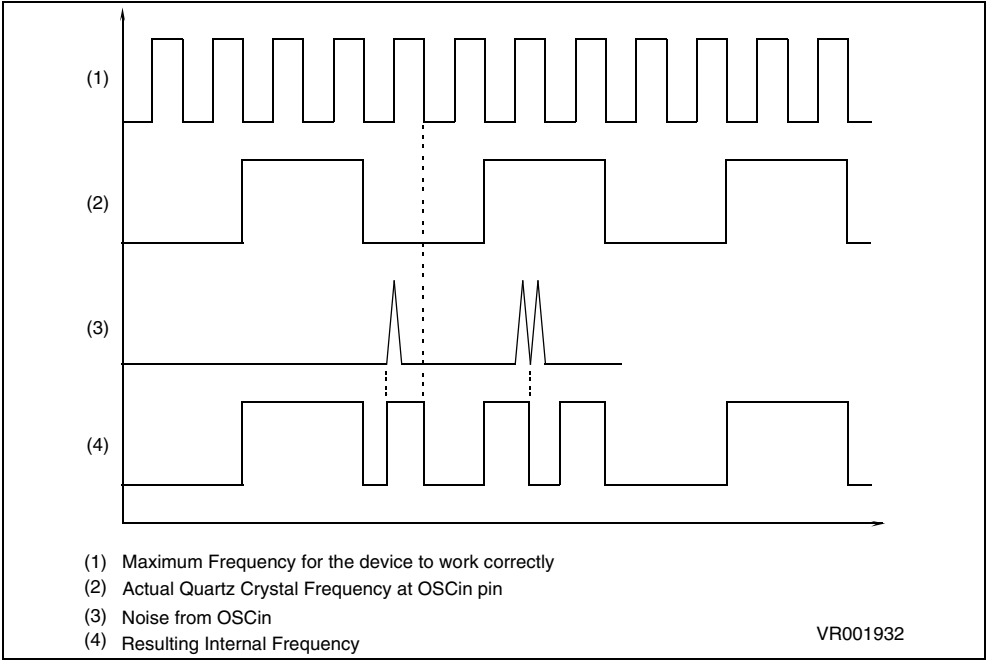 (1)
(2)
(3)
(4)
(1) Maximum Frequency for the device to work correctly
(2) Actual Quartz Crystal Frequency at OSCin pin
(3) Noise from OSCin
(4) Resulting Internal Frequency
VR001932